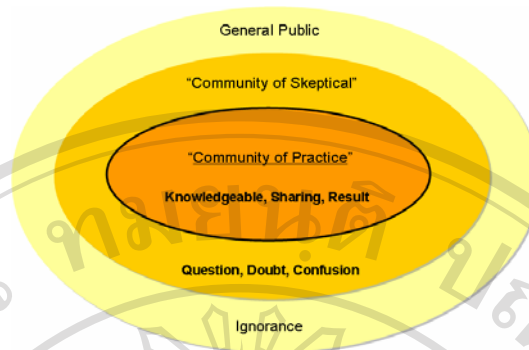 General Public
“Community of Skeptical”
“Community of Practice”
Knowledgeable, Sharing, Result
Question, Doubt, Confusion
Ignorance